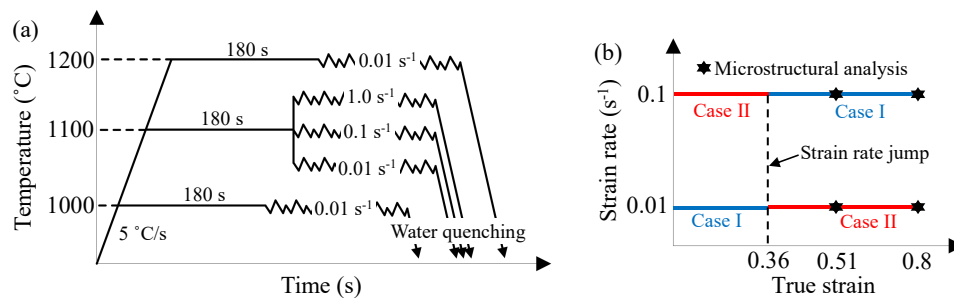 (a)
Temperature (˚C)
1200
1100
1000
180 s
0.01 s⁻¹
180 s
1.0 s⁻¹
0.1 s⁻¹
0.01 s⁻¹
180 s
0.01 s⁻¹
5 ˚C/s
Water quenching
Time (s)
(b)
Strain rate (s⁻¹)
Microstructural analysis
0.1
Case II
Case I
Strain rate jump
0.01
Case I
Case II
0.36
0.51
0.8
True strain